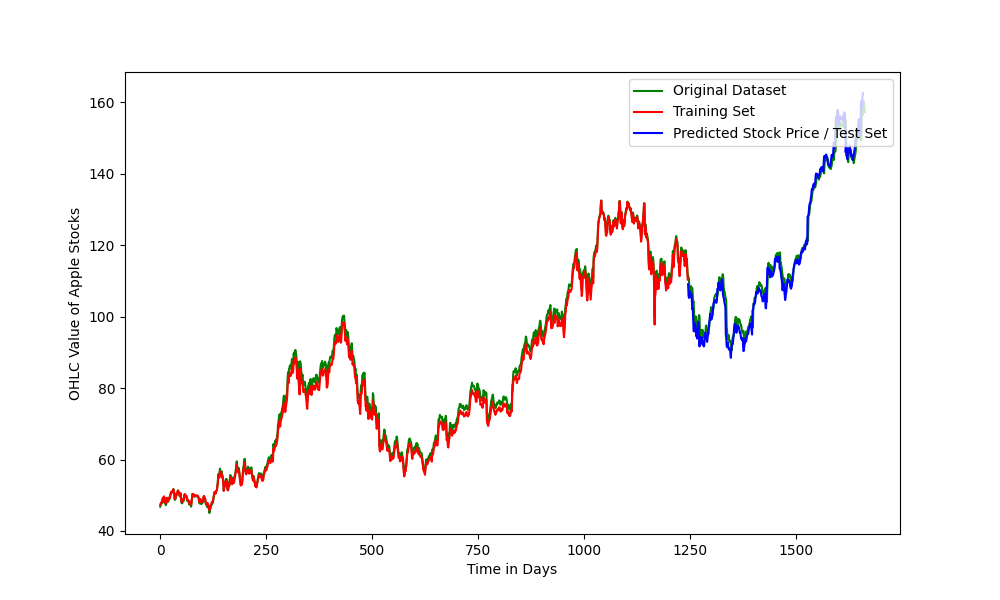 Original Dataset
Training Set
Predicted Stock Price / Test Set
OHLC Value of Apple Stocks
160
140
120
100
80
60
40
0 250 500 750 1000 1250 1500
Time in Days